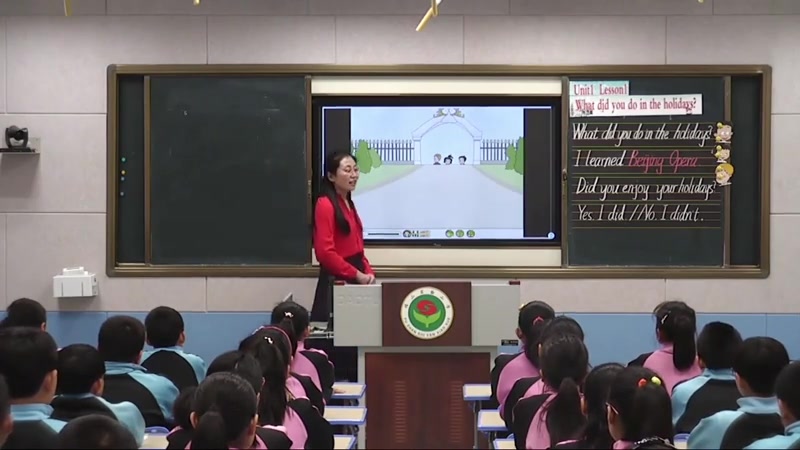 Unit1 Lesson1
What did you do in the holidays?
What did you do in the holidays?
I learned Beijing Opera
Did you enjoy your holidays?
Yes. I did. / No. I didn't.